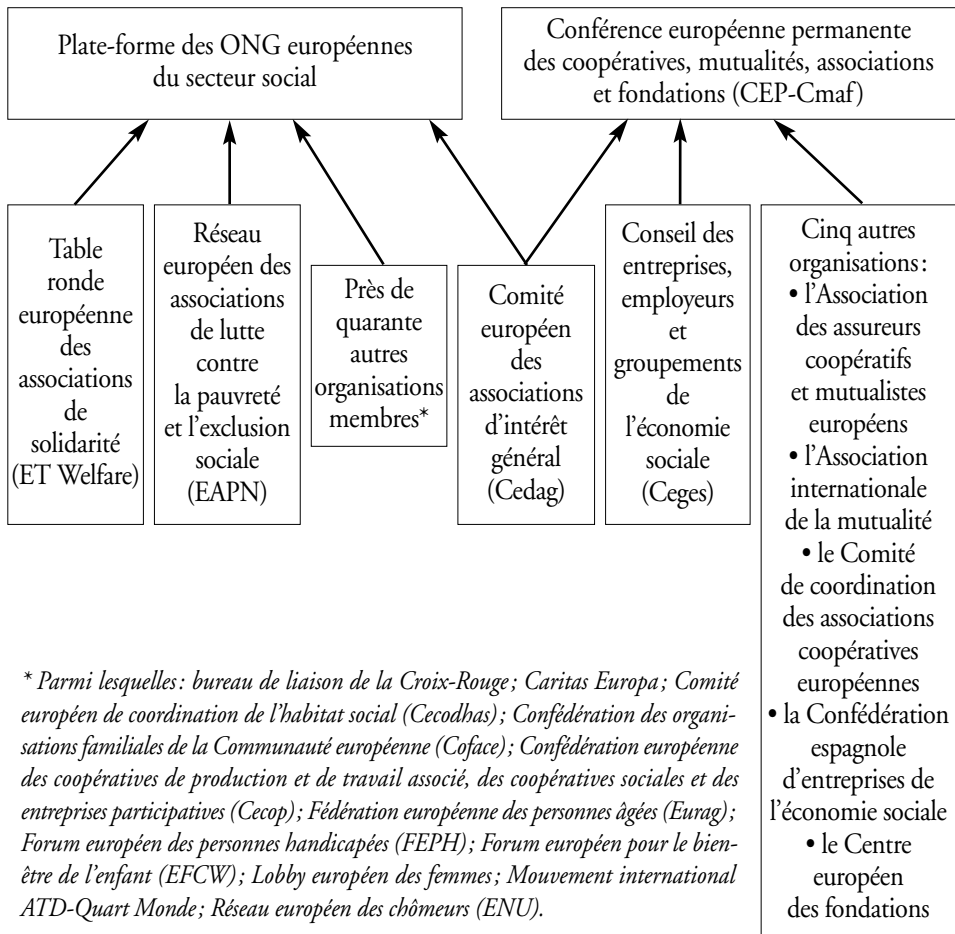 Plate-forme des ONG européennes
du secteur social
Conférence européenne permanente
des coopératives, mutualités, associations
et fondations (CEP-Cmaf)
Table
ronde
européenne
des
associations
de
solidarité
(ET Welfare)
Réseau
européen des
associations
de lutte
contre
la pauvreté
et l'exclusion
sociale
(EAPN)
Près de
quarante
autres
organisations
membres*
Comité
européen
des
associations
d'intérêt
général
(Cedag)
Conseil des
entreprises,
employeurs
et
groupements
de
l'économie
sociale
(Ceges)
Cinq autres
organisations :
• l'Association
des assureurs
coopératifs
et mutualistes
européens
• l'Association
internationale
de la mutualité
• le Comité
de coordination
des associations
coopératives
européennes
• la Confédération
espagnole
d'entreprises de
l'économie sociale
• le Centre
européen
des fondations
* Parmi lesquelles : bureau de liaison de la Croix-Rouge ; Caritas Europa ; Comité
européen de coordination de l'habitat social (Cecodhas) ; Confédération des organi-
sations familiales de la Communauté européenne (Coface) ; Confédération européenne
des coopératives de production et de travail associé, des coopératives sociales et des
entreprises participatives (Cecop) ; Fédération européenne des personnes âgées (Eurag) ;
Forum européen des personnes handicapées (FEPH) ; Forum européen pour le bien-
être de l'enfant (EFCW) ; Lobby européen des femmes ; Mouvement international
ATD-Quart Monde ; Réseau européen des chômeurs (ENU).